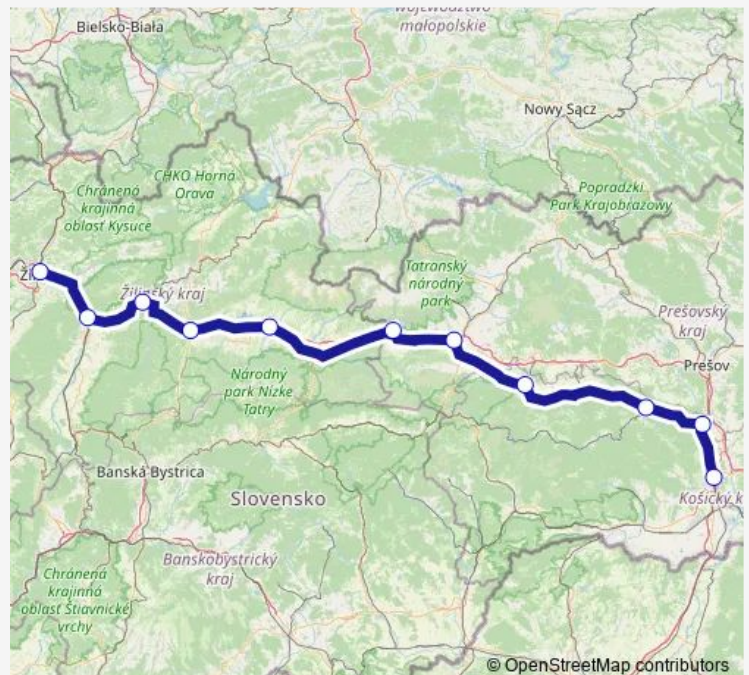 województwo
małopolskie
Bielsko-Biała
Nowy Sącz
CHKO Horná
Orava
Chránená
krajinná
oblasť Kysuce
Popradzki
Park Krajobrazowy
Tatranský
národný
park
Žilinský kraj
Prešovský
kraj
Prešov
Národný
park Nízke
Tatry
Banská Bystrica
Slovensko
Košický k
Banskobystrický
kraj
Chránená
krajinná
oblasť Štiavnické
vrchy
© OpenStreetMap contributors